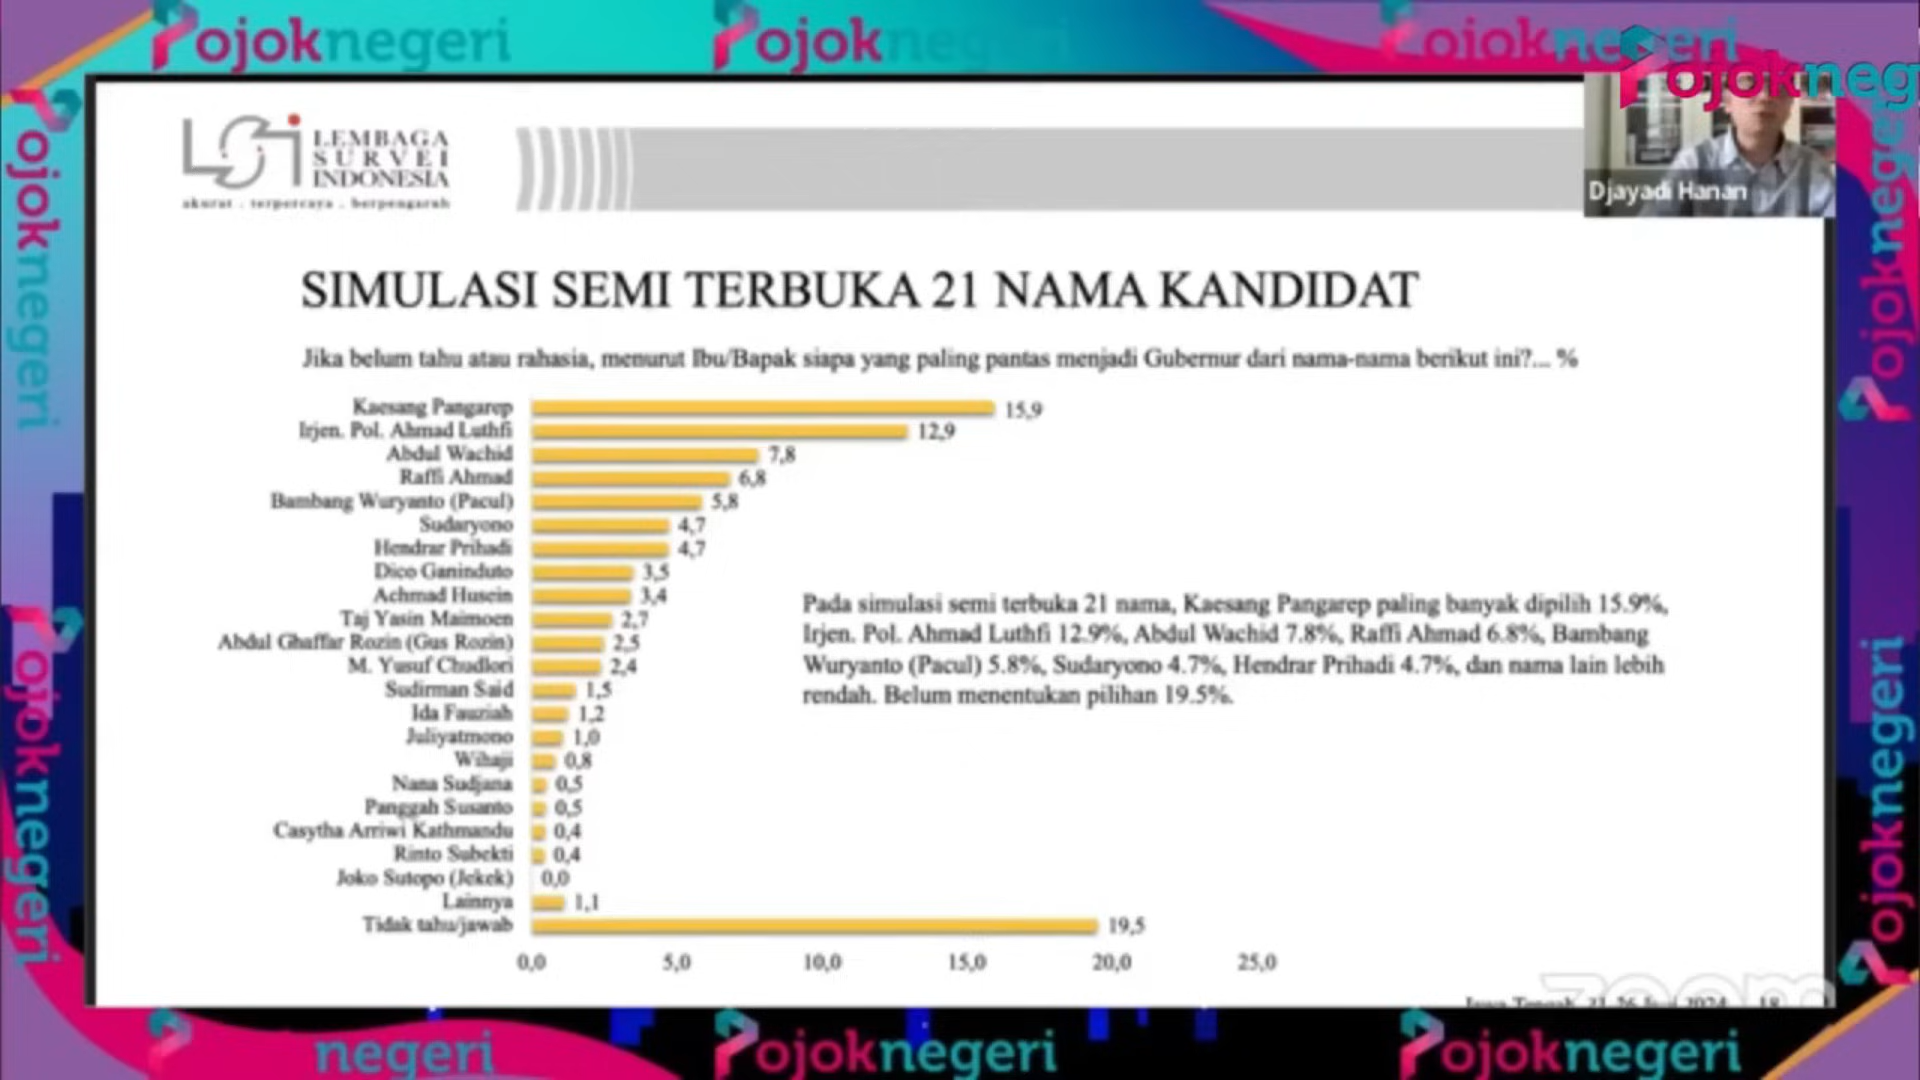 Pojoknegeri
Pojokneg
Pojoknegeri
Pojokneg
LSI LEMBAGA
SURVEI
INDONESIA
akurat . terpercaya . berpengaruh
Djayadi Hanan
SIMULASI SEMI TERBUKA 21 NAMA KANDIDAT
Jika belum tahu atau rahasia, menurut Ibu/Bapak siapa yang paling pantas menjadi Gubernur dari nama-nama berikut ini?... %
Kaesang Pangarep 15,9
Irjen. Pol. Ahmad Luthfi 12,9
Abdul Wachid 7,8
Raffi Ahmad 6,8
Bambang Wuryanto (Pacul) 5,8
Sudaryono 4,7
Hendrar Prihadi 4,7
Dico Ganinduto 3,5
Achmad Husein 3,4
Taj Yasin Maimoen 2,7
Abdul Ghaffar Rozin (Gus Rozin) 2,5
M. Yusuf Chudlori 2,4
Sudirman Said 1,5
Ida Fauziah 1,2
Juliyatmono 1,0
Wihaji 0,8
Nana Sudjana 0,5
Panggah Susanto 0,5
Casytha Arriwi Kathmandu 0,4
Rinto Subekti 0,4
Joko Sutopo (Jekek) 0,0
Lainnya 1,1
Tidak tahu/jawab 19,5
0,0 5,0 10,0 15,0 20,0 25,0
Pada simulasi semi terbuka 21 nama, Kaesang Pangarep paling banyak dipilih 15.9%,
Irjen. Pol. Ahmad Luthfi 12.9%, Abdul Wachid 7.8%, Raffi Ahmad 6.8%, Bambang
Wuryanto (Pacul) 5.8%, Sudaryono 4.7%, Hendrar Prihadi 4.7%, dan nama lain lebih
rendah. Belum menentukan pilihan 19.5%.
zoom
Pojoknegeri
Pojoknegeri
Pojoknegeri
Pojoknegeri
negeri
Pojoknegeri
Pojoknegeri